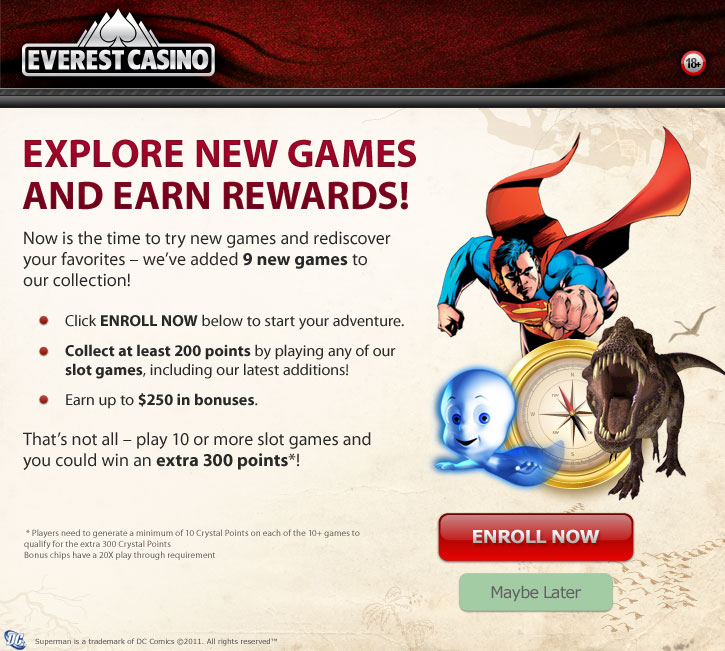 EVEREST CASINO
18+
EXPLORE NEW GAMES
AND EARN REWARDS!
Now is the time to try new games and rediscover
your favorites – we've added 9 new games to
our collection!
Click ENROLL NOW below to start your adventure.
Collect at least 200 points by playing any of our
slot games, including our latest additions!
Earn up to $250 in bonuses.
That's not all – play 10 or more slot games and
you could win an extra 300 points*!
N
W
S
* Players need to generate a minimum of 10 Crystal Points on each of the 10+ games to
qualify for the extra 300 Crystal Points
Bonus chips have a 20X play through requirement
ENROLL NOW
Maybe Later
DC
Superman is a trademark of DC Comics ©2011. All rights reserved™